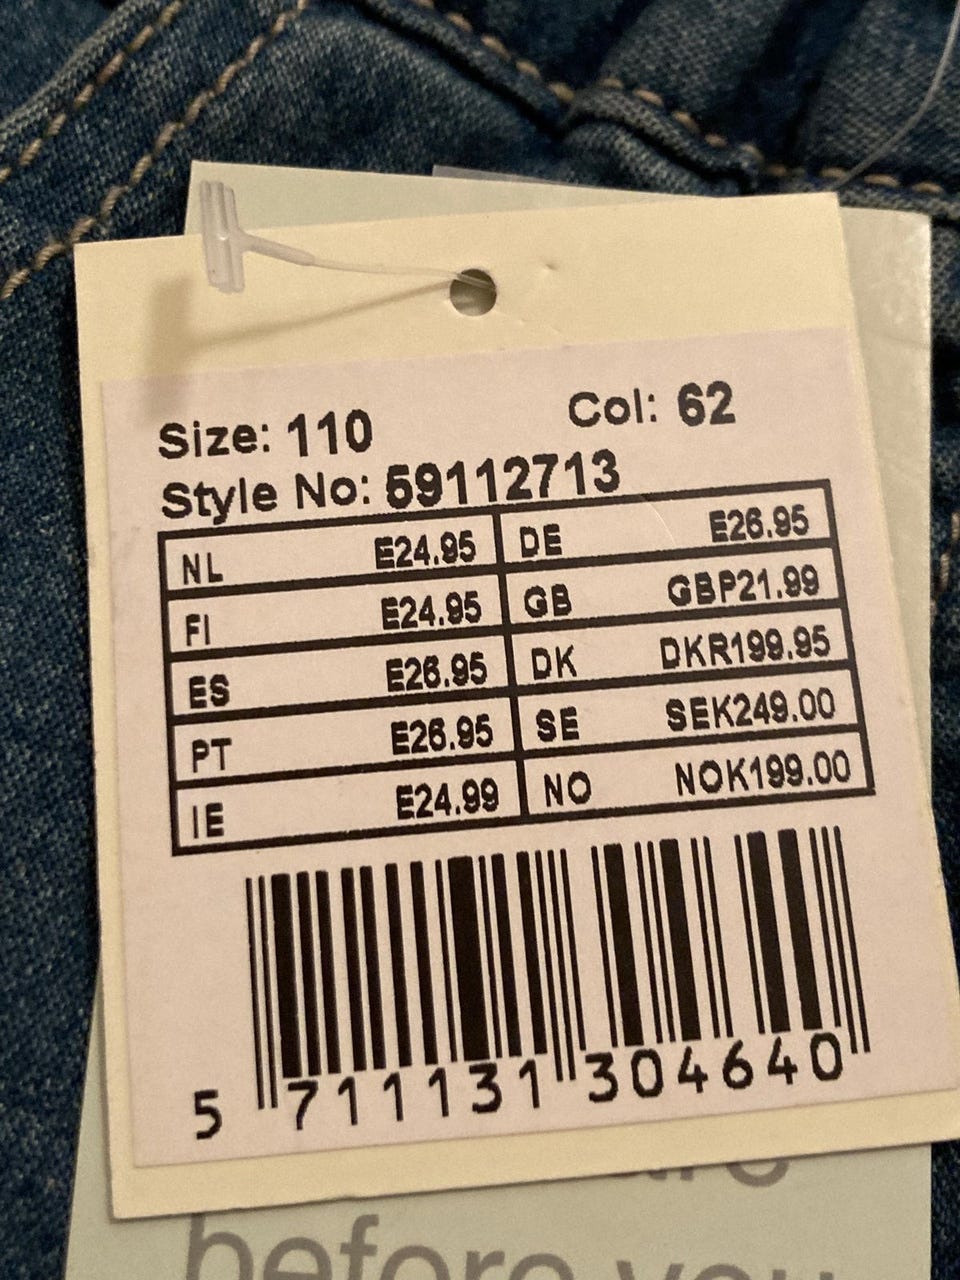 Size: 110 Col: 62
Style No: 59112713
NL E24.95 DE E26.95
FI E24.95 GB GBP21.99
ES E26.95 DK DKR199.95
PT E26.95 SE SEK249.00
IE E24.99 NO NOK199.00
5 711131 304640
before you